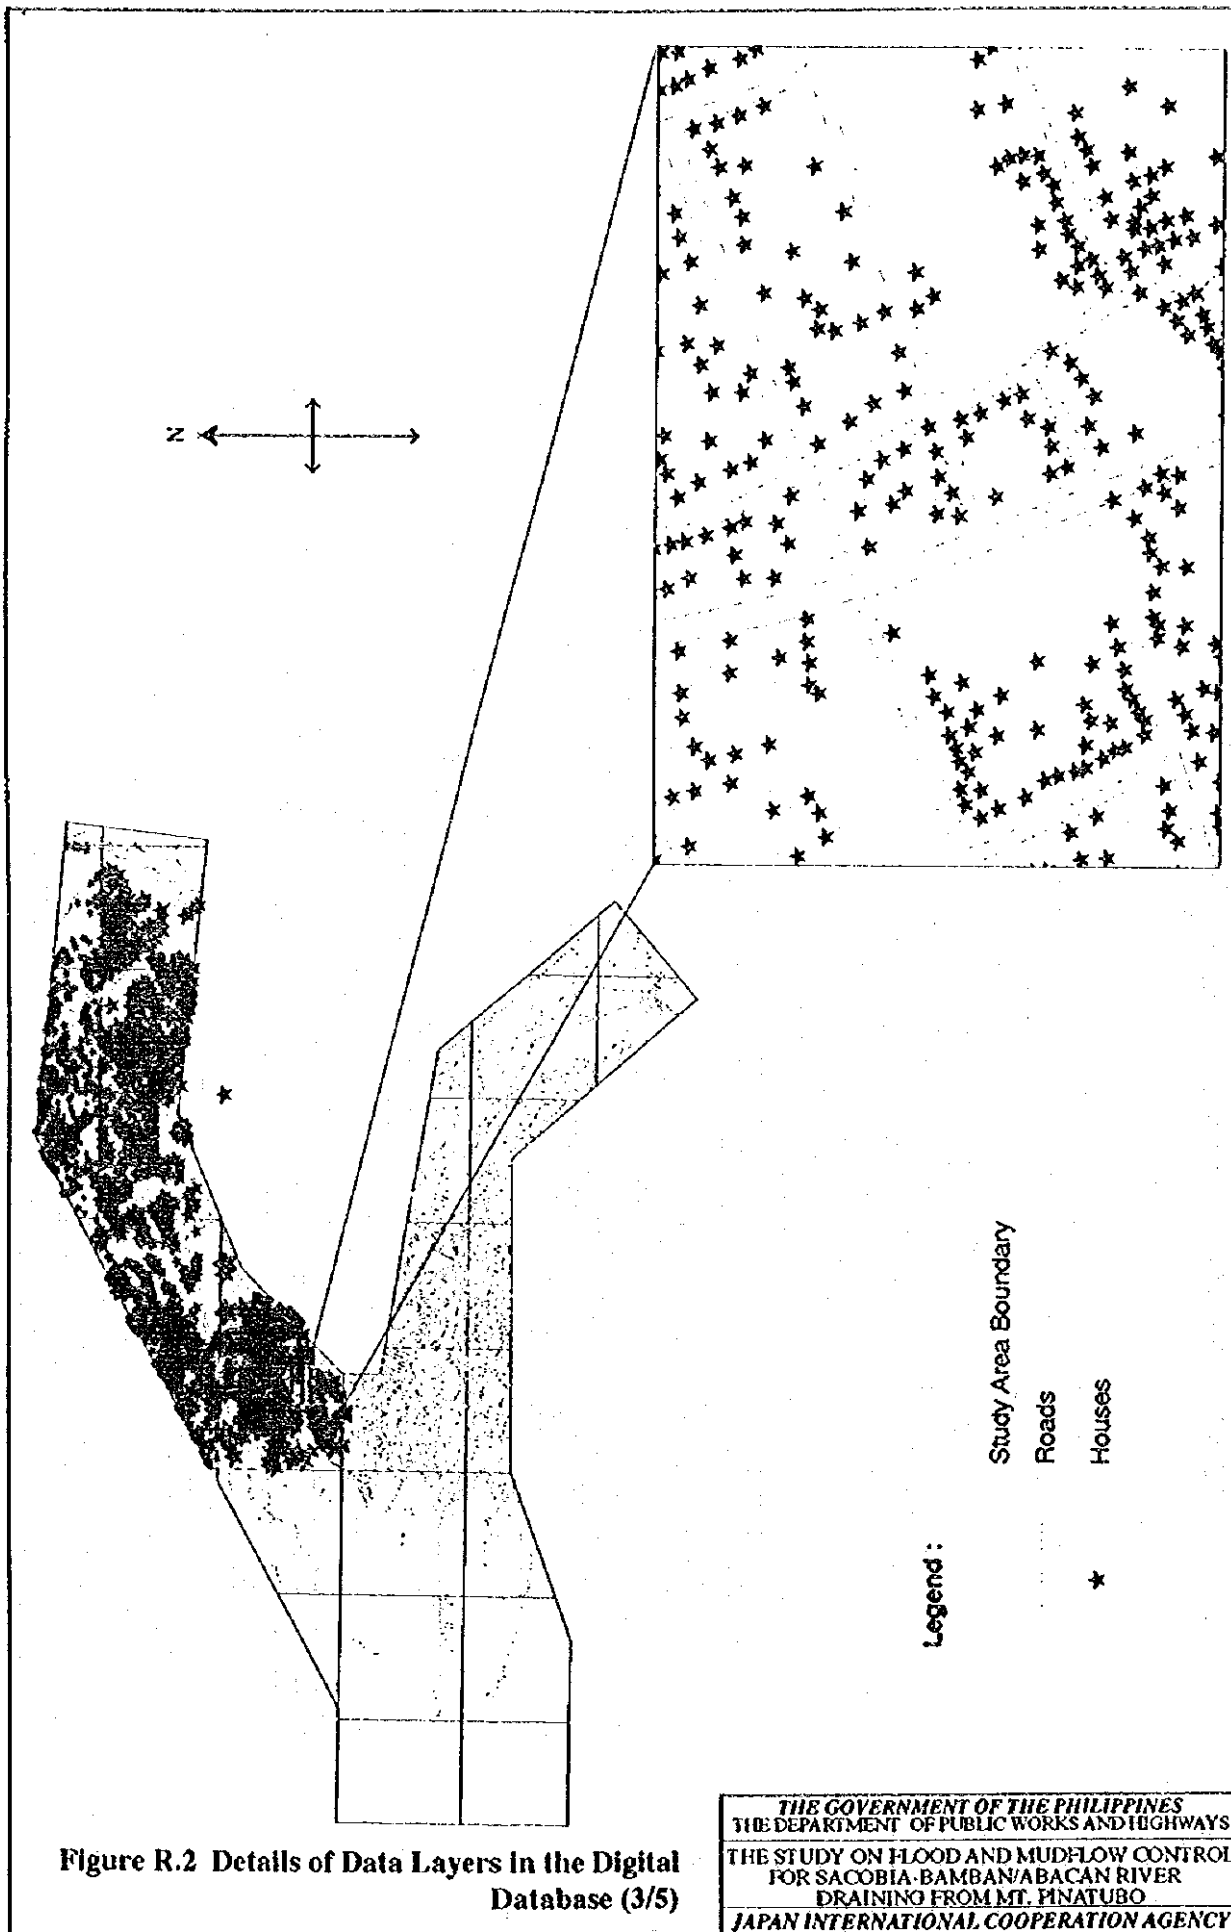 N
Legend :
Study Area Boundary
Roads
Houses
Figure R.2 Details of Data Layers in the Digital
Database (3/5)
THE GOVERNMENT OF THE PHILIPPINES
THE DEPARTMENT OF PUBLIC WORKS AND HIGHWAYS
THE STUDY ON FLOOD AND MUDFLOW CONTROL
FOR SACOBIA-BAMBAN/ABACAN RIVER
DRAINING FROM MT. PINATUBO
JAPAN INTERNATIONAL COOPERATION AGENCY